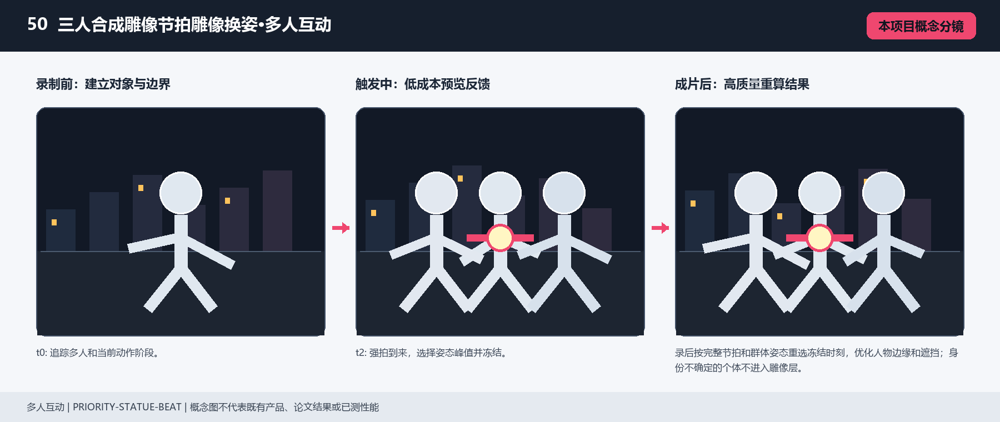 50 三人合成雕像节拍雕像换姿•多人互动
本项目概念分镜
录制前：建立对象与边界
触发中：低成本预览反馈
成片后：高质量重算结果
t0: 追踪多人和当前动作阶段。
t2: 强拍到来，选择姿态峰值并冻结。
录后按完整节拍和群体姿态重选冻结时刻，优化人物边缘和遮挡；身
份不确定的个体不进入雕像层。
多人互动 | PRIORITY-STATUE-BEAT | 概念图不代表既有产品、论文结果或已测性能